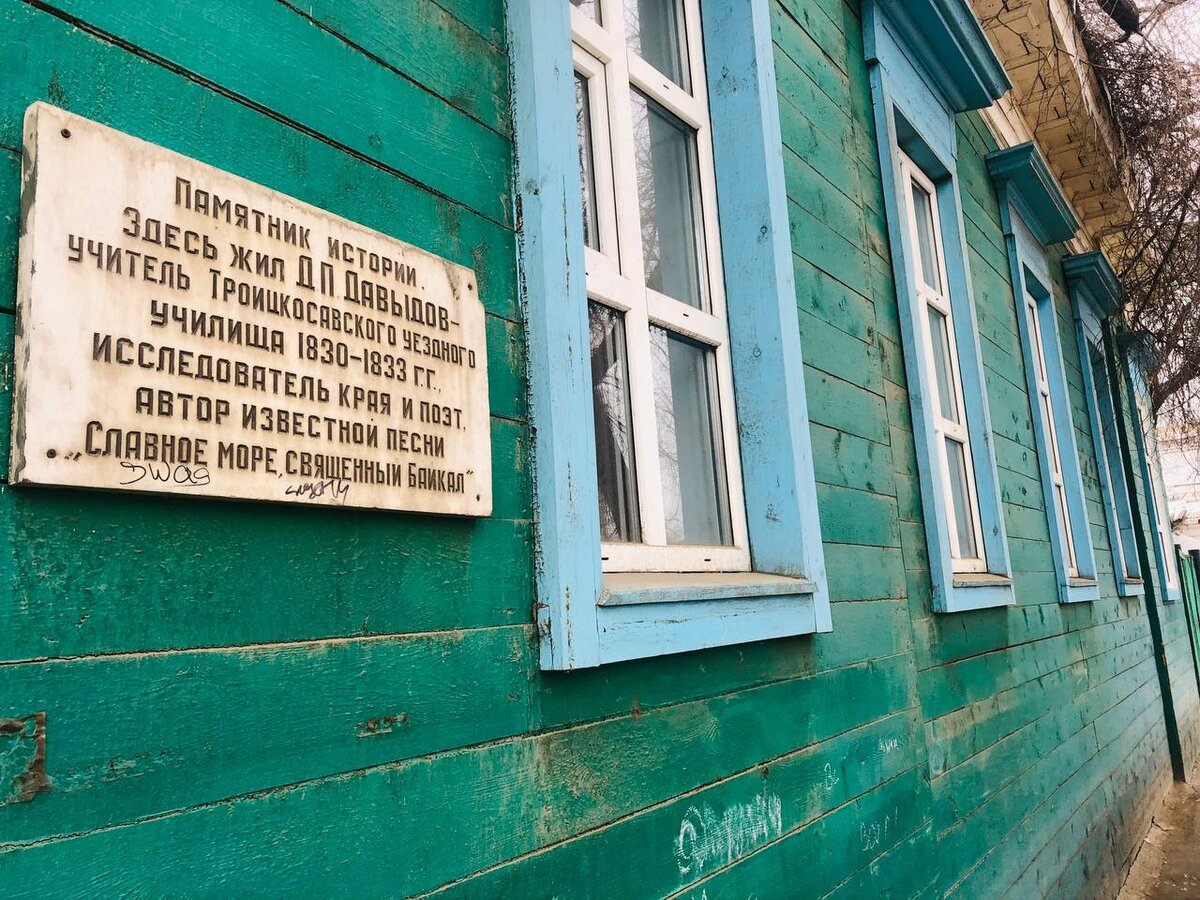 Памятник истории.
Здесь жил Д.П. Давыдов-
учитель Троицкосавского уездного
училища 1830-1833 г.г.,
исследователь края и поэт,
автор известной песни
„Славное море, священный Байкал"
SWAG